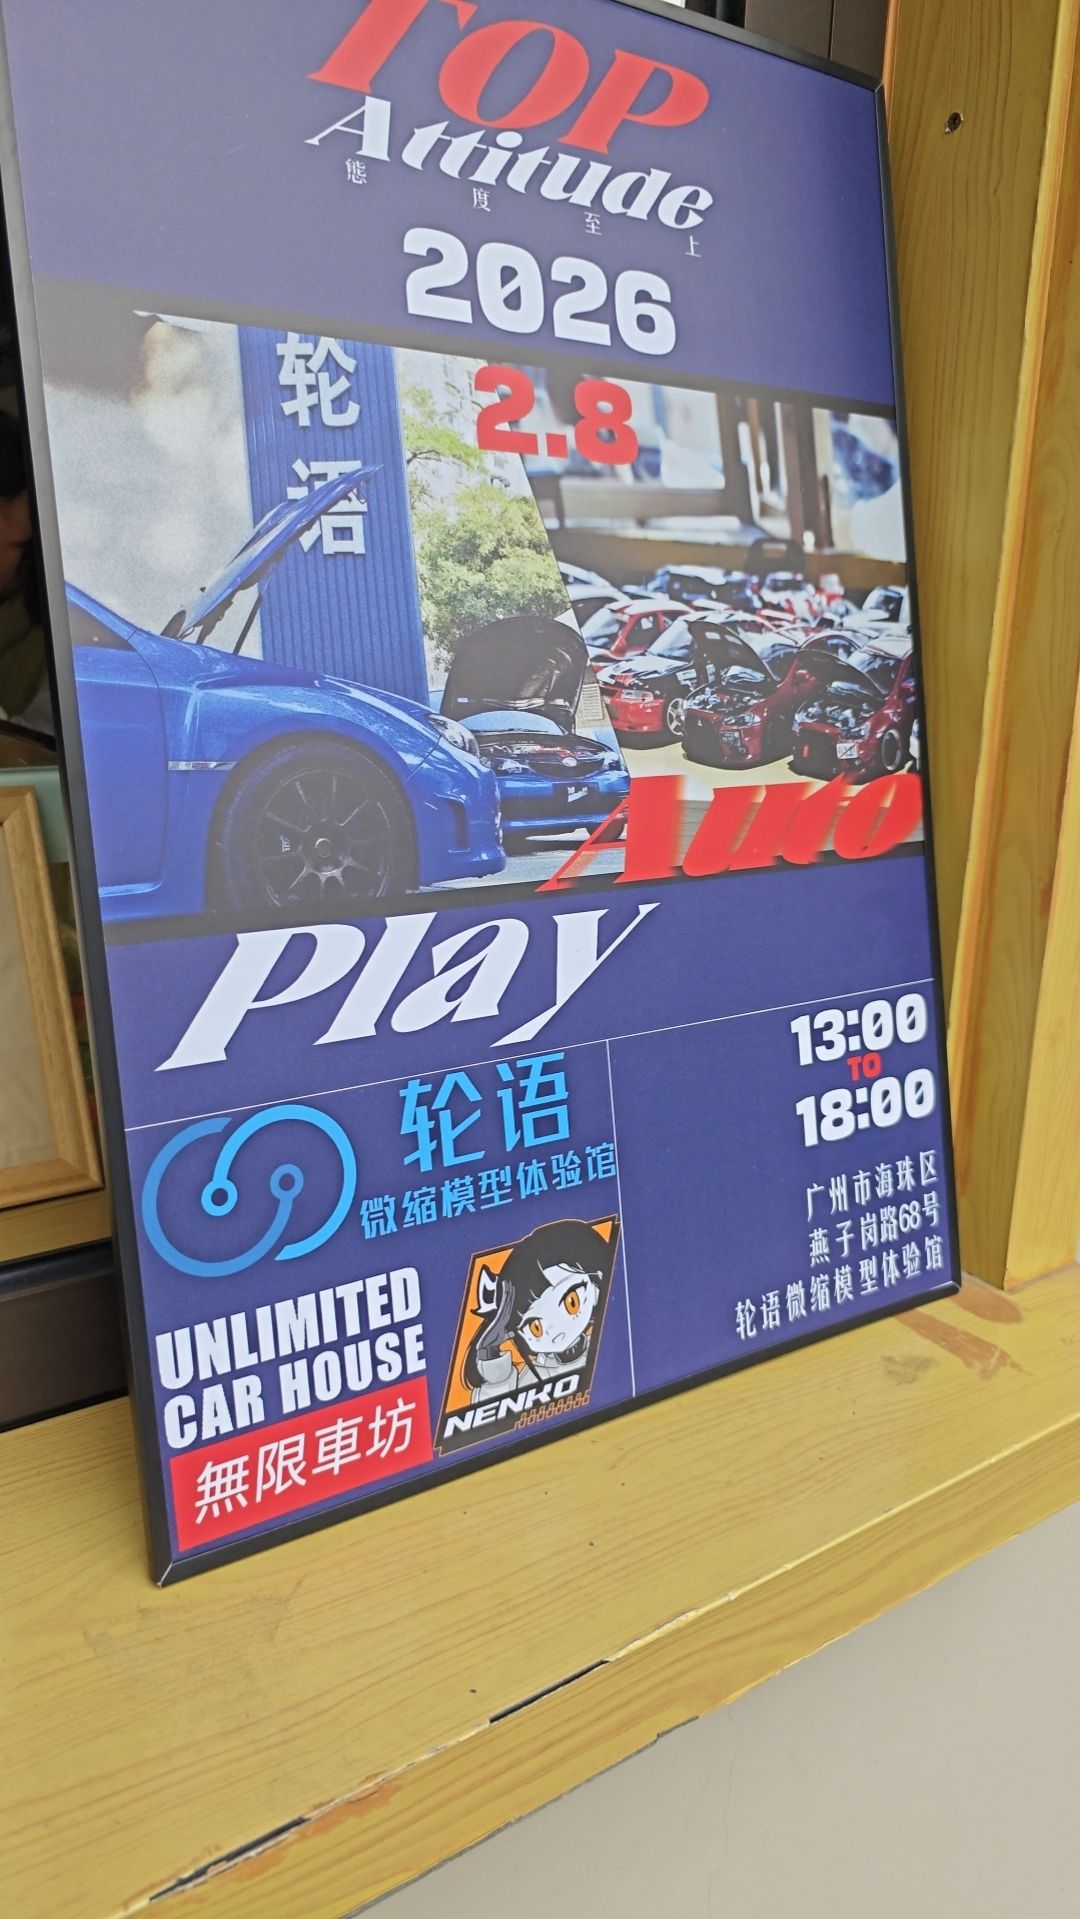 TOP
Attitude
態度至上
2026
2.8
轮语
Auto
Play
轮语
微缩模型体验馆
UNLIMITED
CAR HOUSE
無限車坊
NENKO
13:00
TO
18:00
广州市海珠区
燕子岗路68号
轮语微缩模型体验馆